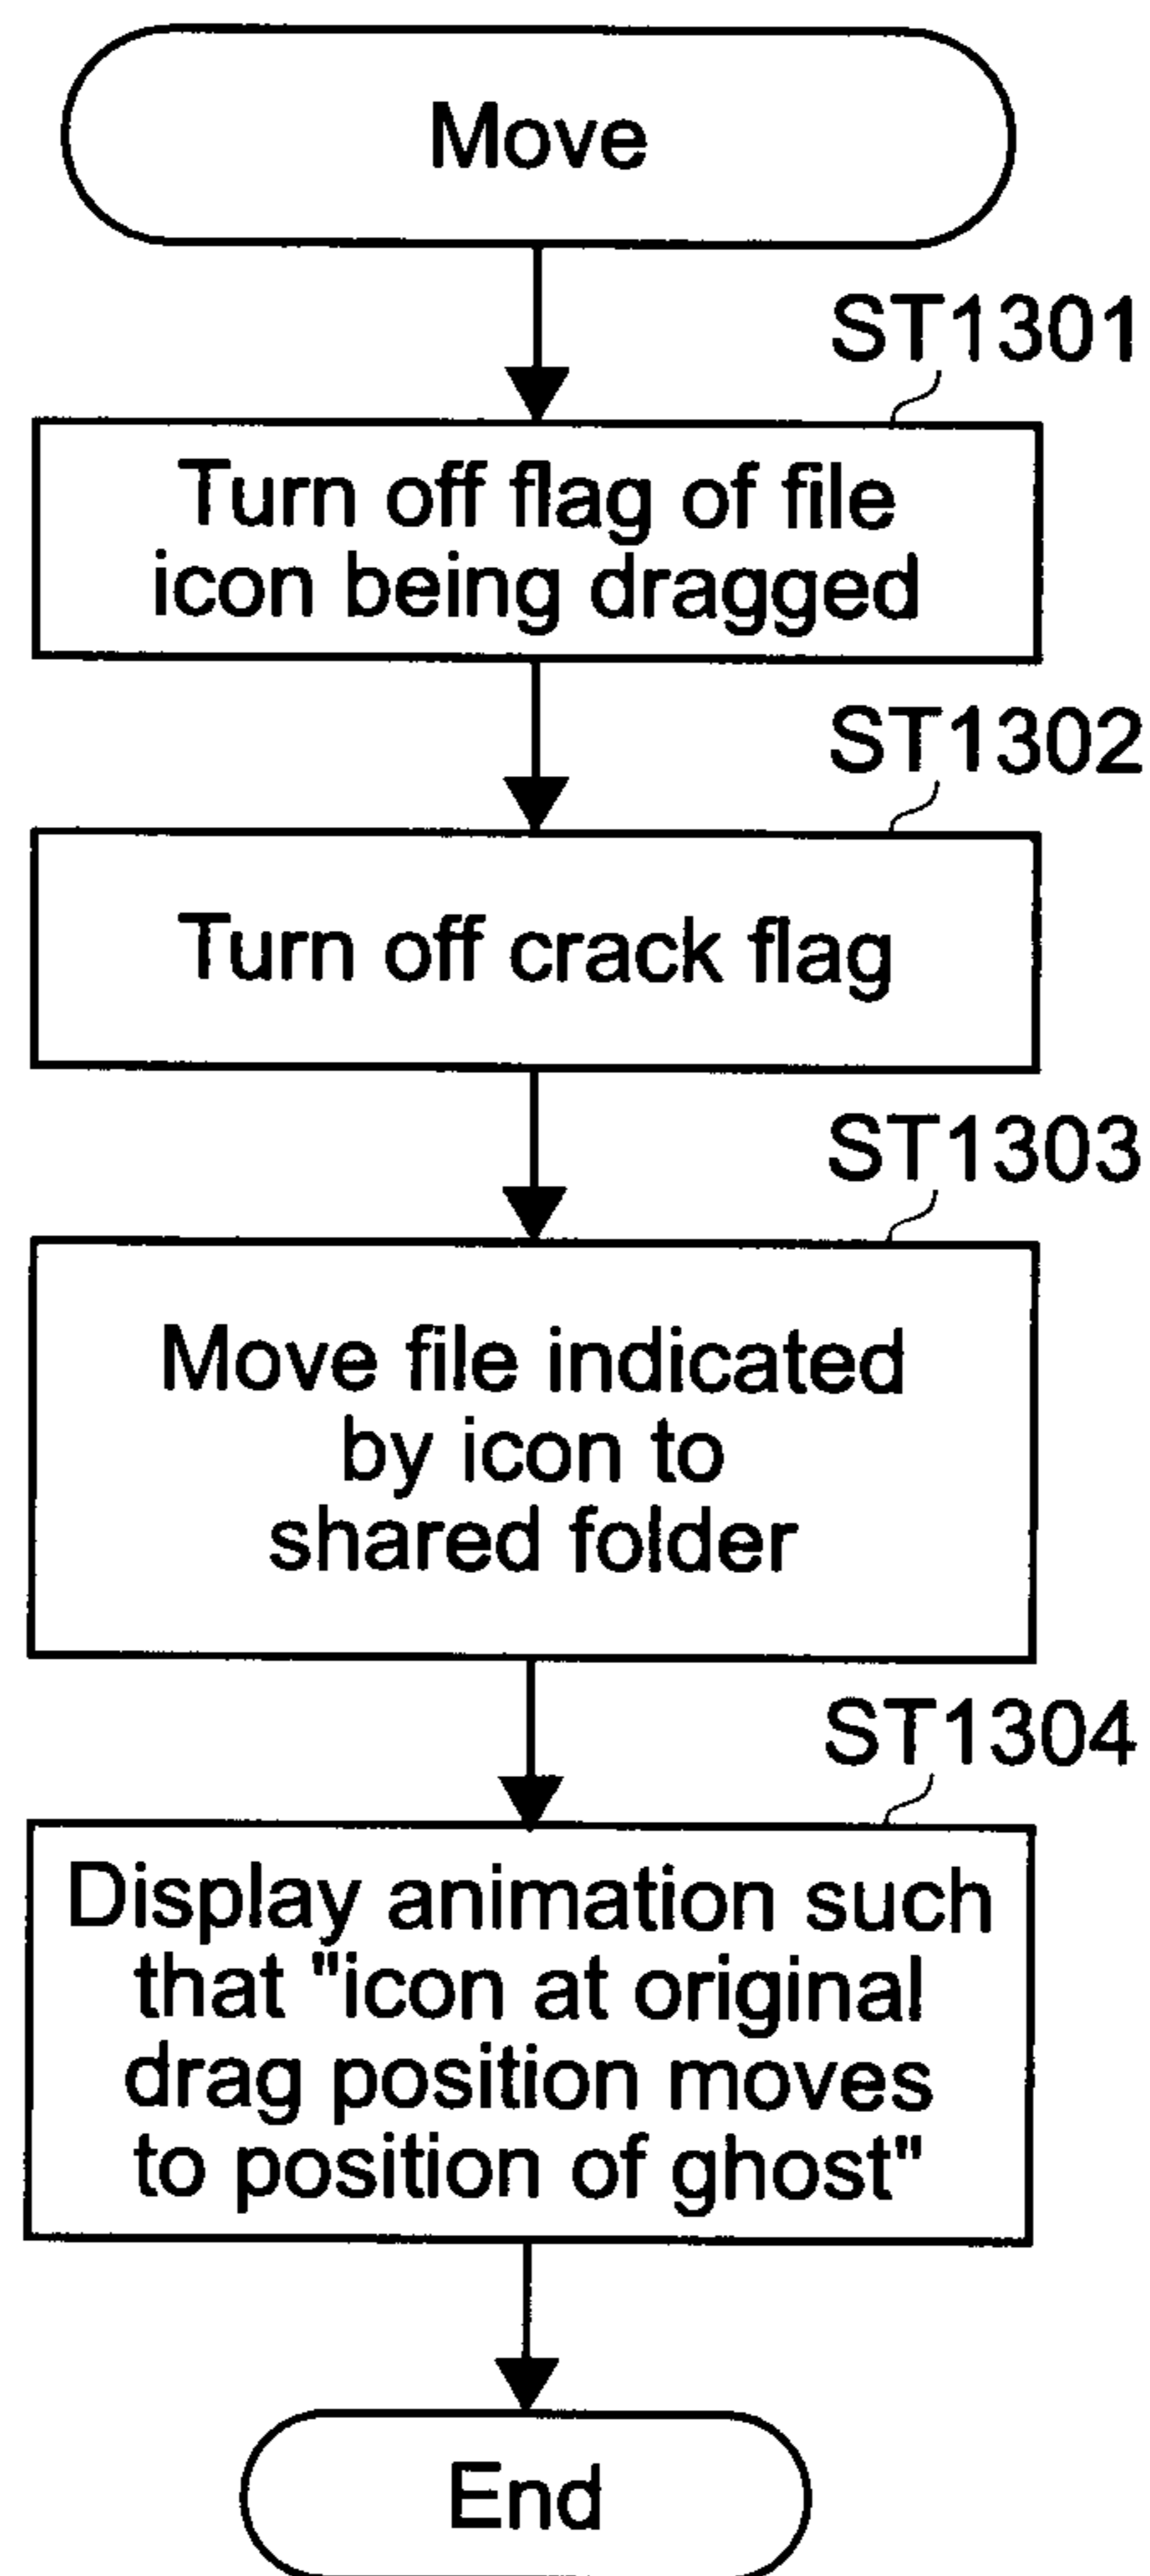 Move
ST1301
Turn off flag of file
icon being dragged
ST1302
Turn off crack flag
ST1303
Move file indicated
by icon to
shared folder
ST1304
Display animation such
that "icon at original
drag position moves
to position of ghost"
End